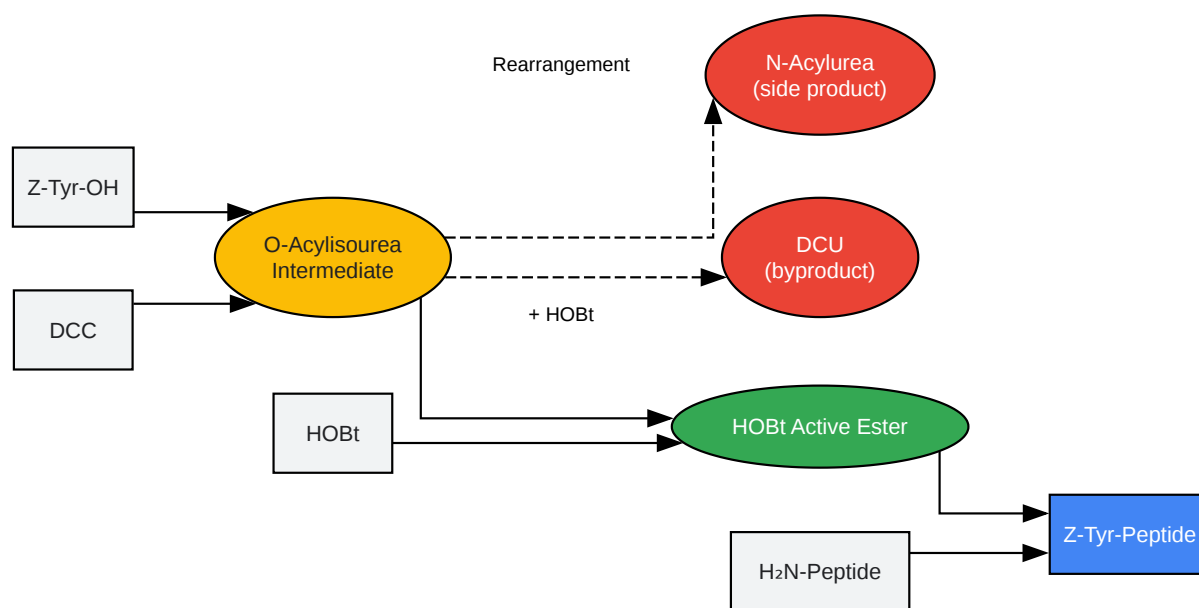 N-Acylurea
(side product)
Rearrangement
Z-Tyr-OH
O-Acylisourea
Intermediate
DCU
(byproduct)
+ HOBt
DCC
HOBt
HOBt Active Ester
Z-Tyr-Peptide
H₂N-Peptide